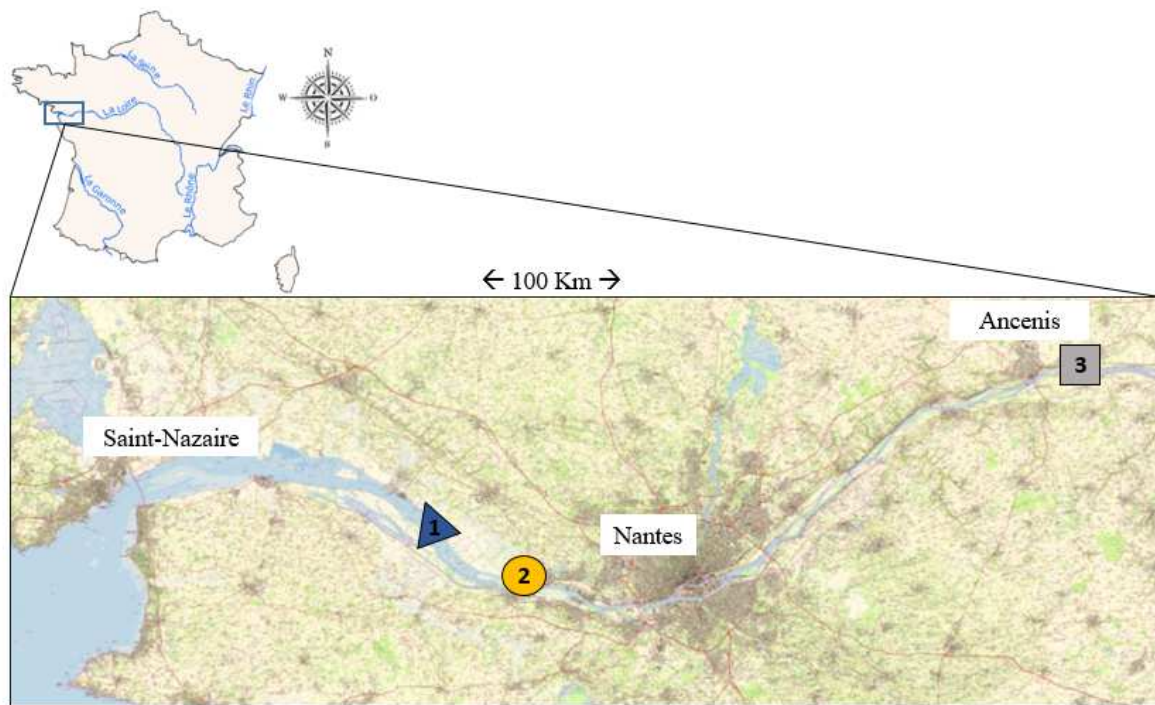 N
W
O
S
La Seine
Le Rhin
La Loire
La Garonne
Le Rhône
← 100 Km →
Ancenis
3
Saint-Nazaire
1
Nantes
2